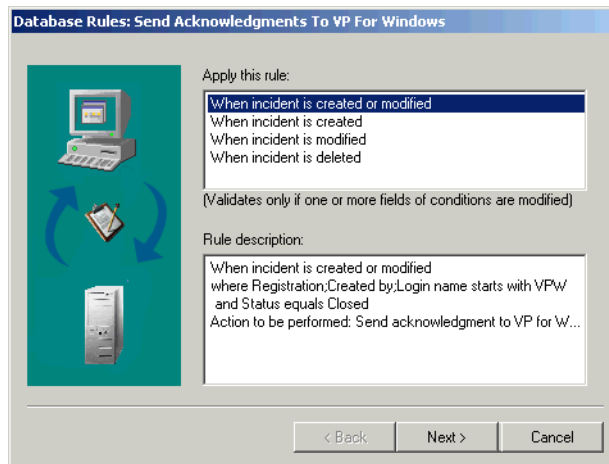 Database Rules: Send Acknowledgments To VP For Windows
Apply this rule:
When incident is created or modified
When incident is created
When incident is modified
When incident is deleted
(Validates only if one or more fields of conditions are modified)
Rule description:
When incident is created or modified
where Registration;Created by;Login name starts with VPW
and Status equals Closed
Action to be performed: Send acknowledgment to VP for W...
< Back
Next >
Cancel